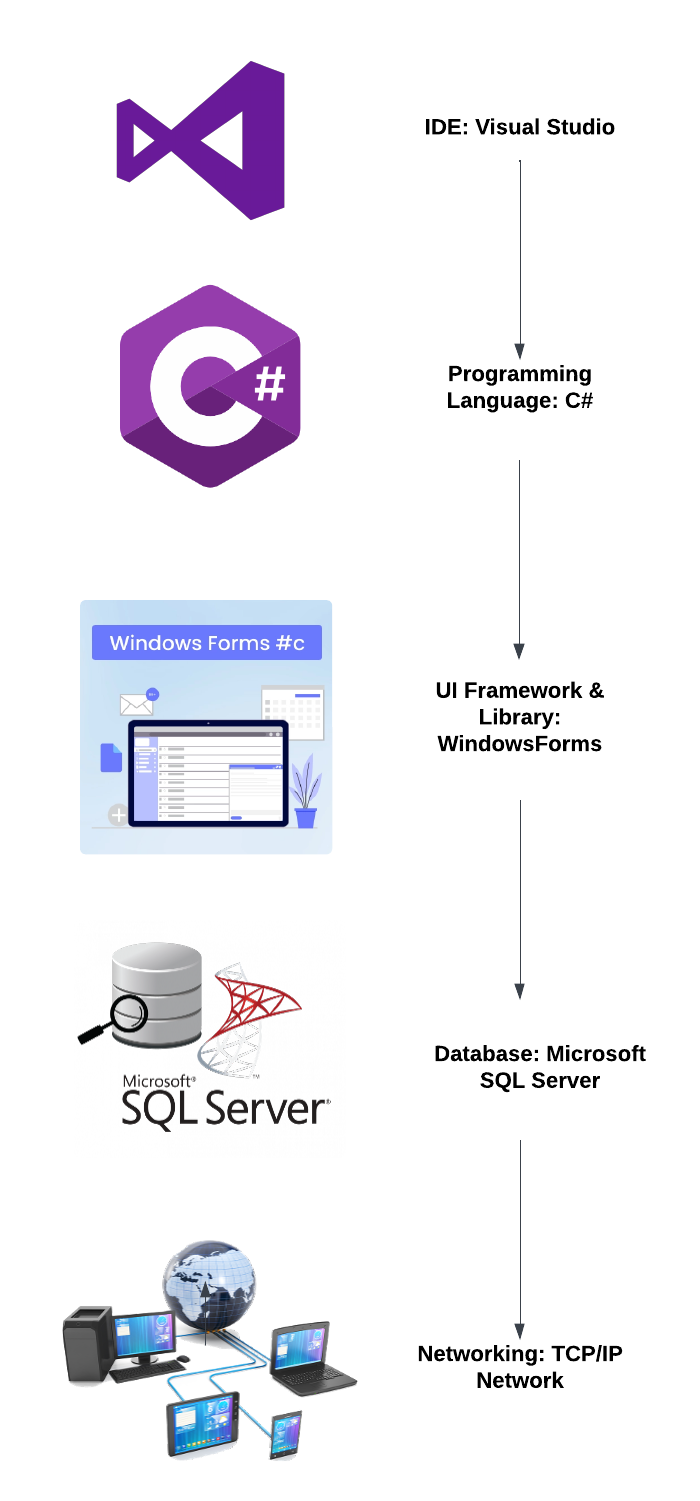 IDE: Visual Studio
C#
Programming
Language: C#
Windows Forms #c
UI Framework &
Library:
WindowsForms
Microsoft®
SQL Server®
™
Database: Microsoft
SQL Server
Networking: TCP/IP
Network